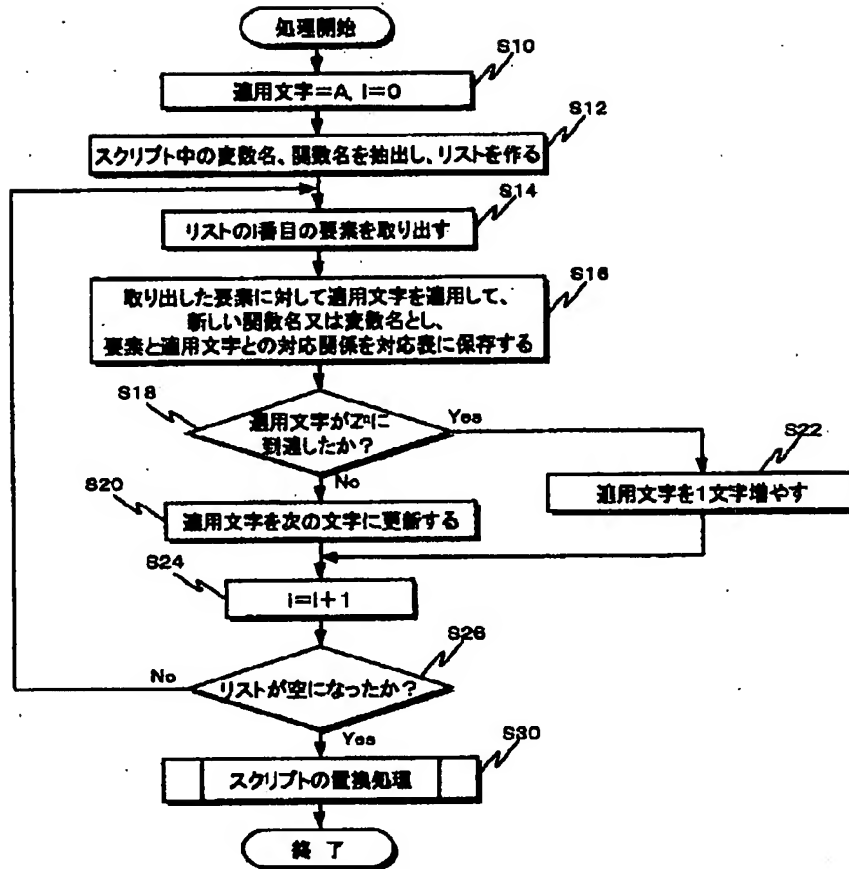 処理開始
S10
適用文字=A, i=0
S12
スクリプト中の変数名、関数名を抽出し、リストを作る
S14
リストのi番目の要素を取り出す
S16
取り出した要素に対して適用文字を適用して、
新しい関数名又は変数名とし、
要素と適用文字との対応関係を対応表に保存する
S18
適用文字がZⁿに
到達したか?
Yes
No
S22
適用文字を1文字増やす
S20
適用文字を次の文字に更新する
S24
i=i+1
S26
リストが空になったか?
No
Yes
S30
スクリプトの置換処理
終 了